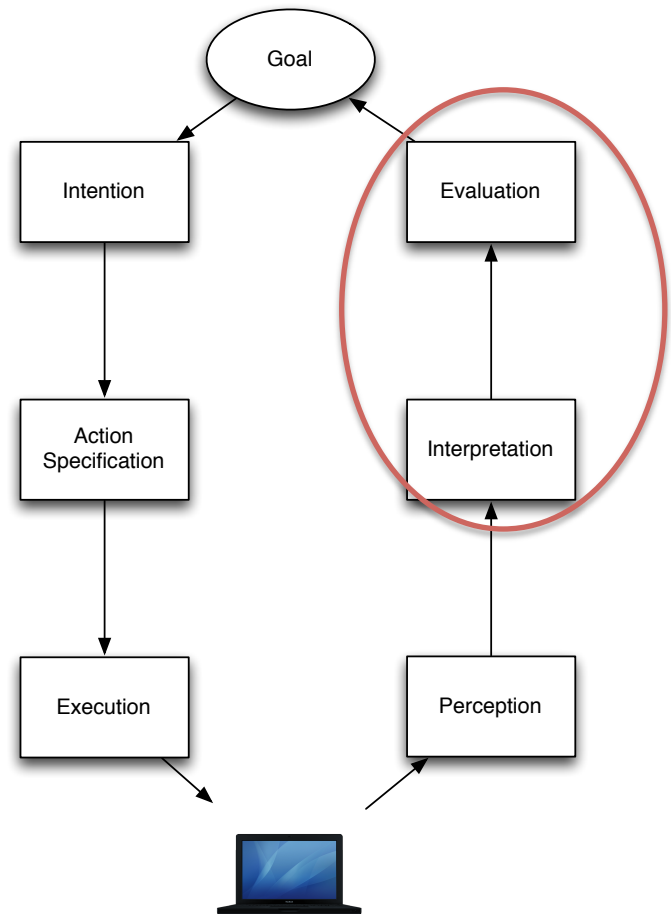 Goal
Intention
Evaluation
Action
Specification
Interpretation
Execution
Perception